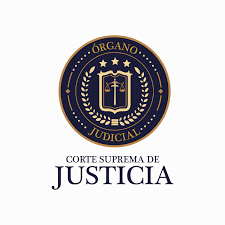 ÓRGANO
JUDICIAL
CORTE SUPREMA DE
JUSTICIA